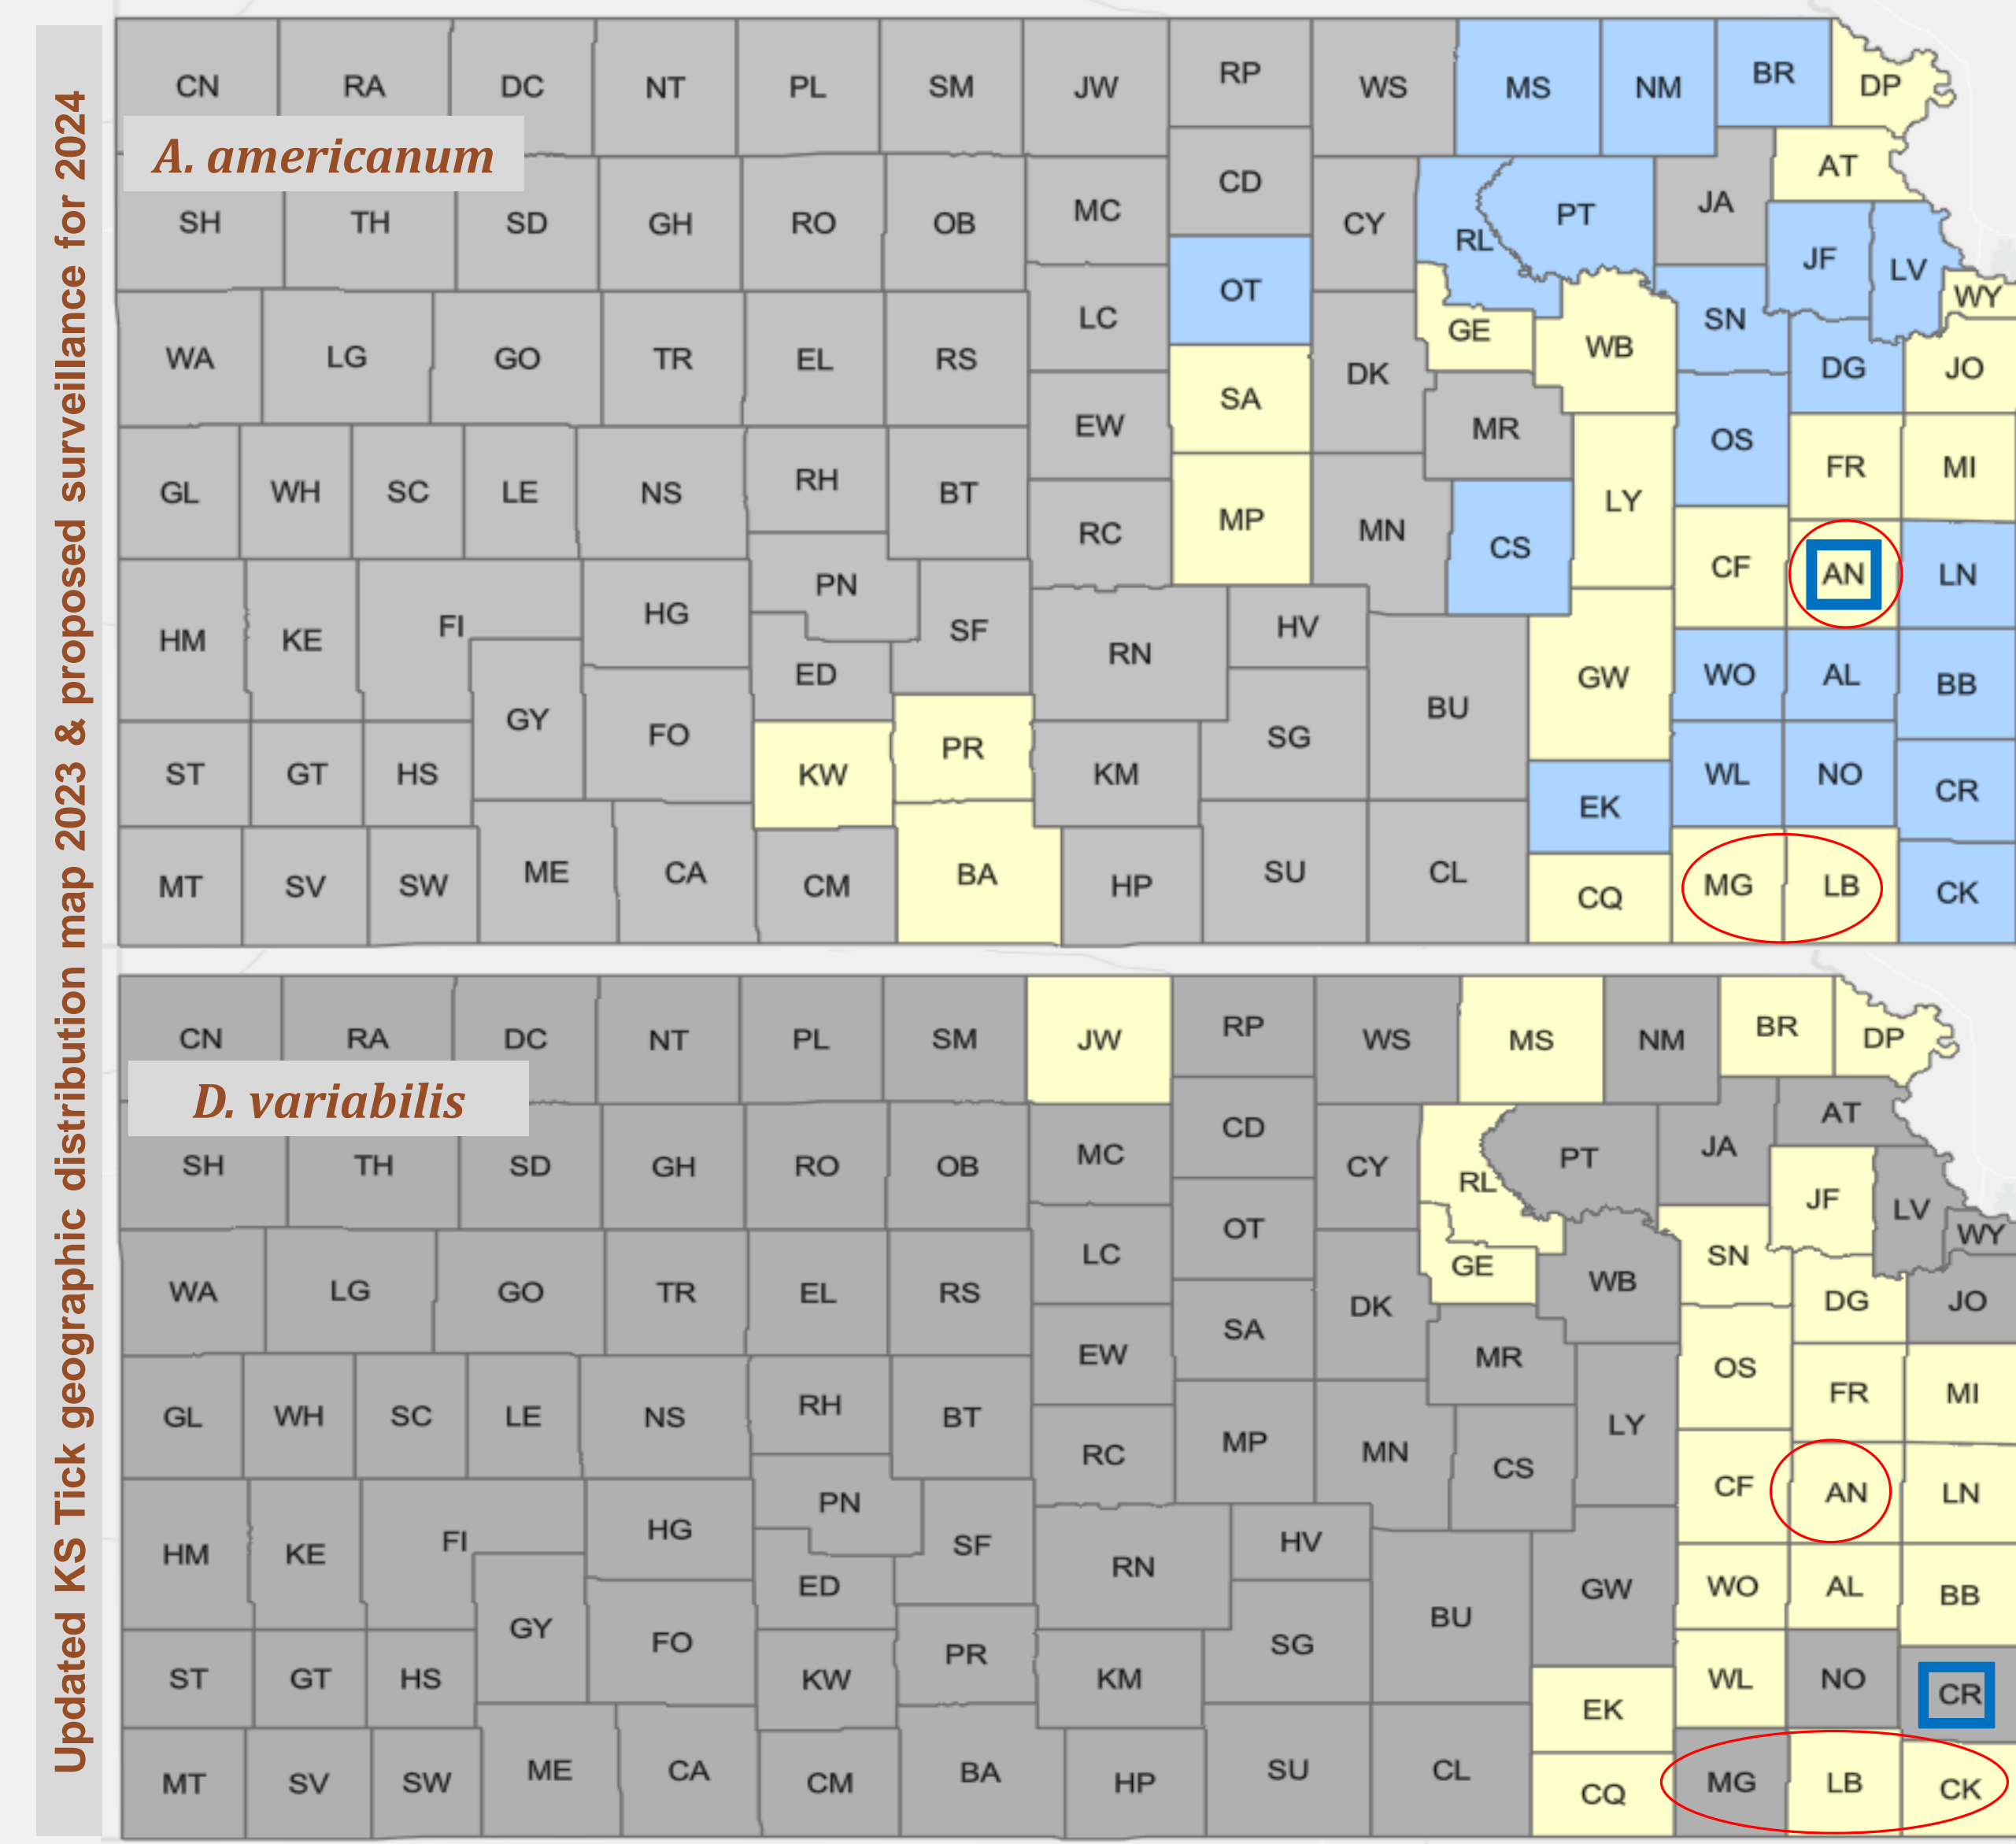 Updated KS Tick geographic distribution map 2023 & proposed surveillance for 2024
CN RA DC NT PL SM JW RP WS MS NM BR DP
A. americanum
AT
SH TH SD GH RO OB MC CD CY RL PT JA
OT JF LV WY
WA LG GO TR EL RS LC SA DK GE WB SN DG JO
GL WH SC LE NS RH BT EW MP MR OS FR MI
RC MN CS LY CF AN LN
HM KE FI HG PN SF RN HV
GY ED BU GW WO AL BB
ST GT HS FO KW PR KM SG EK WL NO CR
MT SV SW ME CA CM BA HP SU CL CQ MG LB CK
CN RA DC NT PL SM JW RP WS MS NM BR DP
D. variabilis
AT
SH TH SD GH RO OB MC CD CY RL PT JA
OT JF LV WY
WA LG GO TR EL RS LC SA DK GE WB SN DG JO
GL WH SC LE NS RH BT EW MP MR OS FR MI
RC MN CS LY CF AN LN
HM KE FI HG PN SF RN HV
GY ED BU GW WO AL BB
ST GT HS FO KW PR KM SG EK WL NO CR
MT SV SW ME CA CM BA HP SU CL CQ MG LB CK